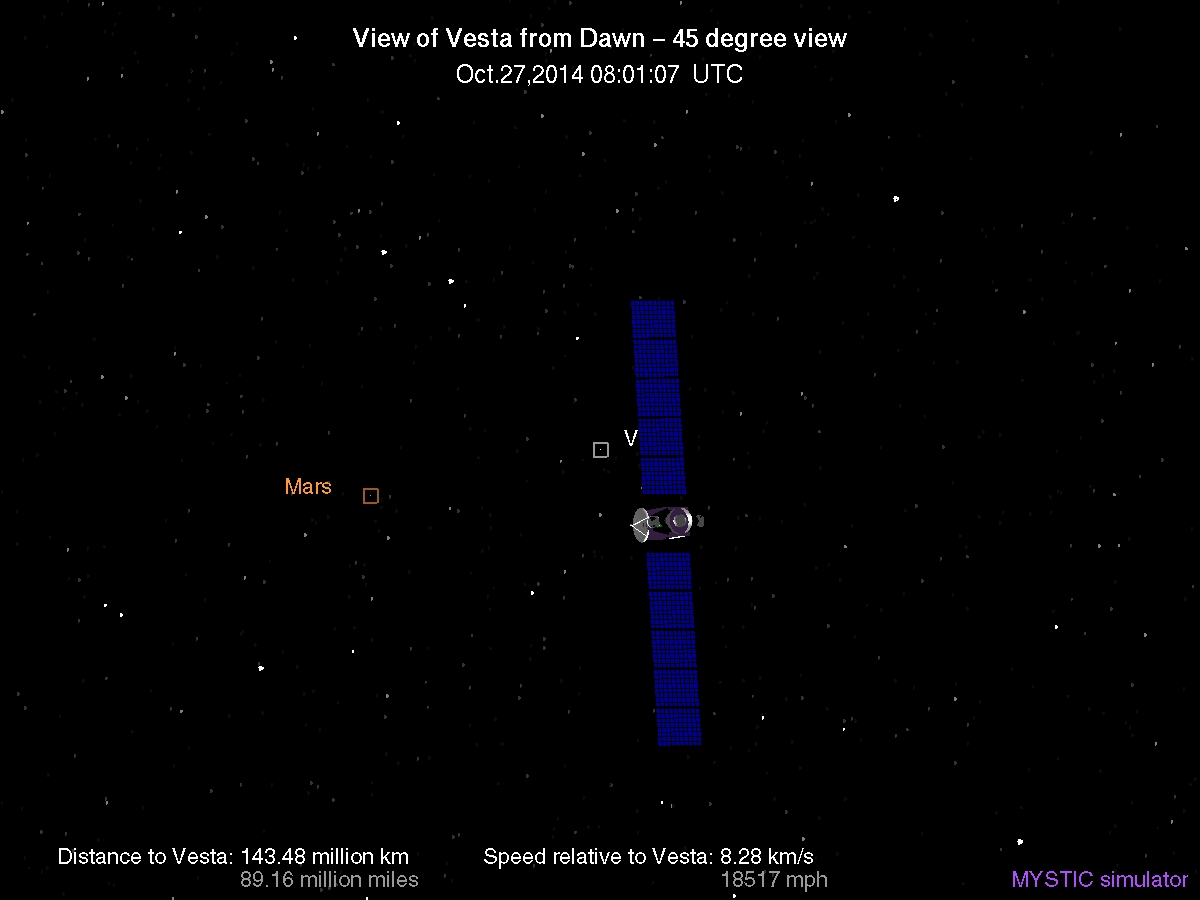 View of Vesta from Dawn – 45 degree view
Oct.27,2014 08:01:07 UTC
V
Mars
Distance to Vesta: 143.48 million km
89.16 million miles
Speed relative to Vesta: 8.28 km/s
18517 mph
MYSTIC simulator